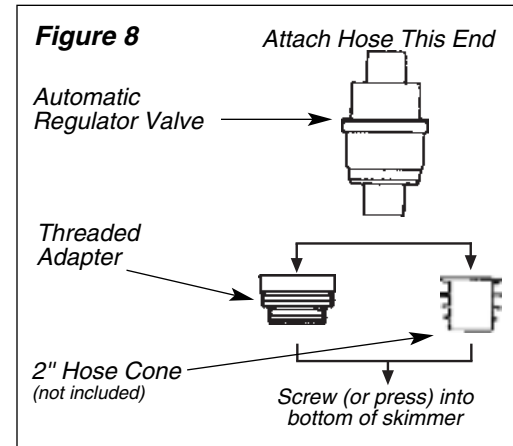 Figure 8
Attach Hose This End
Automatic
Regulator Valve
Threaded
Adapter
2" Hose Cone
(not included)
Screw (or press) into
bottom of skimmer